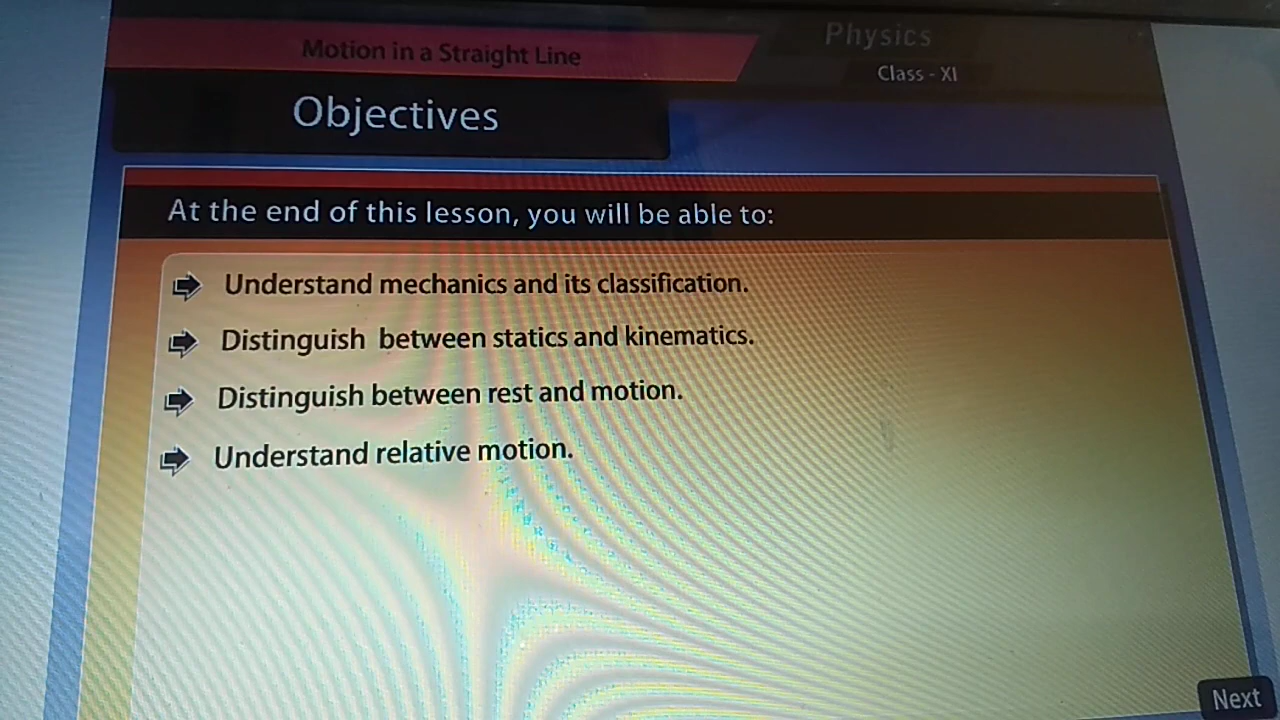 Motion in a Straight Line
Physics
Class - XI
Objectives
At the end of this lesson, you will be able to:
Understand mechanics and its classification.
Distinguish between statics and kinematics.
Distinguish between rest and motion.
Understand relative motion.
Next